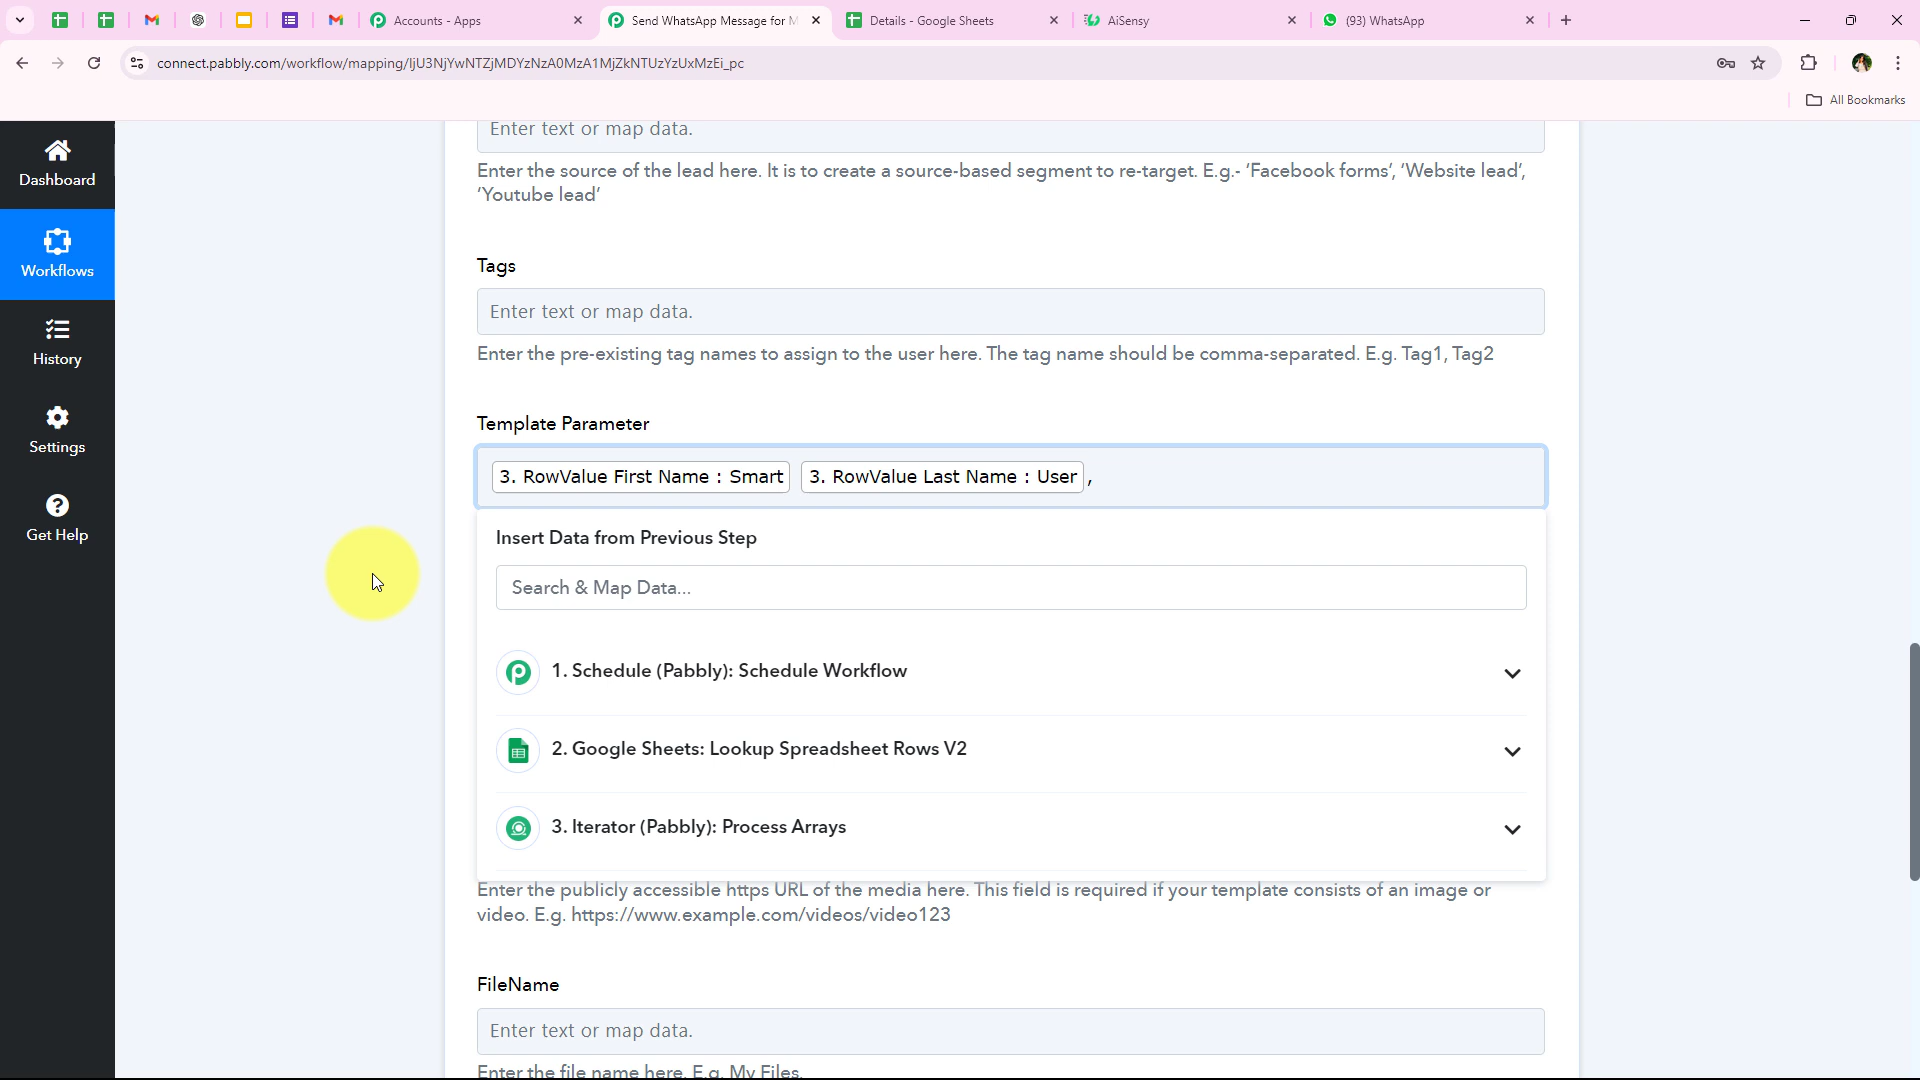 Accounts - Apps
Send WhatsApp Message for M
Details - Google Sheets
AiSensy
(93) WhatsApp
connect.pabbly.com/workflow/mapping/IjU3NjYwNTZjMDYzNzA0MzA1MjZkNTUzYzUxMzEi_pc
All Bookmarks
Dashboard
Workflows
History
Settings
Get Help
Enter text or map data.
Enter the source of the lead here. It is to create a source-based segment to re-target. E.g.- ‘Facebook forms’, ‘Website lead’,
‘Youtube lead’
Tags
Enter text or map data.
Enter the pre-existing tag names to assign to the user here. The tag name should be comma-separated. E.g. Tag1, Tag2
Template Parameter
3. RowValue First Name : Smart 3. RowValue Last Name : User ,
Insert Data from Previous Step
Search & Map Data...
1. Schedule (Pabbly): Schedule Workflow
2. Google Sheets: Lookup Spreadsheet Rows V2
3. Iterator (Pabbly): Process Arrays
Enter the publicly accessible https URL of the media here. This field is required if your template consists of an image or
video. E.g. https://www.example.com/videos/video123
FileName
Enter text or map data.
Enter the file name here. E.g. My Files.